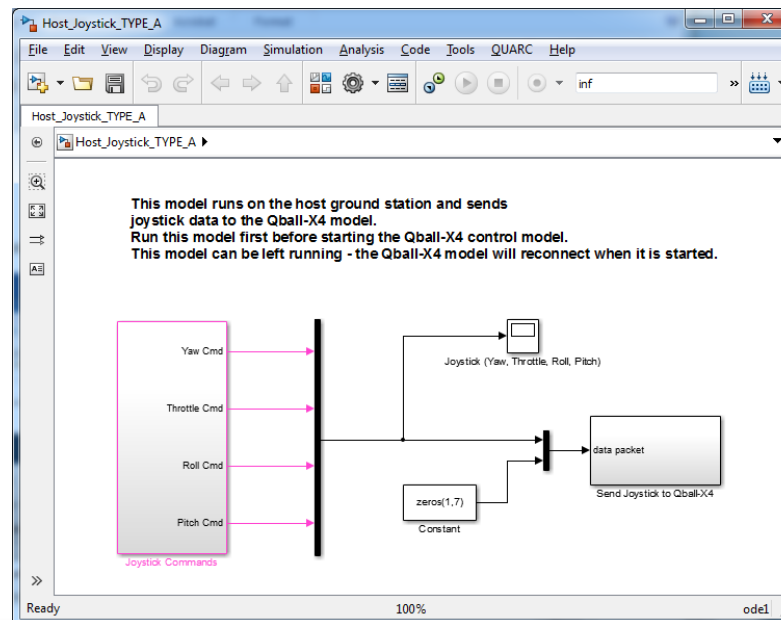 Host_Joystick_TYPE_A
File Edit View Display Diagram Simulation Analysis Code Tools QUARC Help
inf
»
Host_Joystick_TYPE_A
Host_Joystick_TYPE_A
This model runs on the host ground station and sends
joystick data to the Qball-X4 model.
Run this model first before starting the Qball-X4 control model.
This model can be left running - the Qball-X4 model will reconnect when it is started.
Yaw Cmd
Throttle Cmd
Roll Cmd
Pitch Cmd
Joystick Commands
Joystick (Yaw, Throttle, Roll, Pitch)
zeros(1,7)
Constant
data packet
Send Joystick to Qball-X4
»
Ready 100% ode1